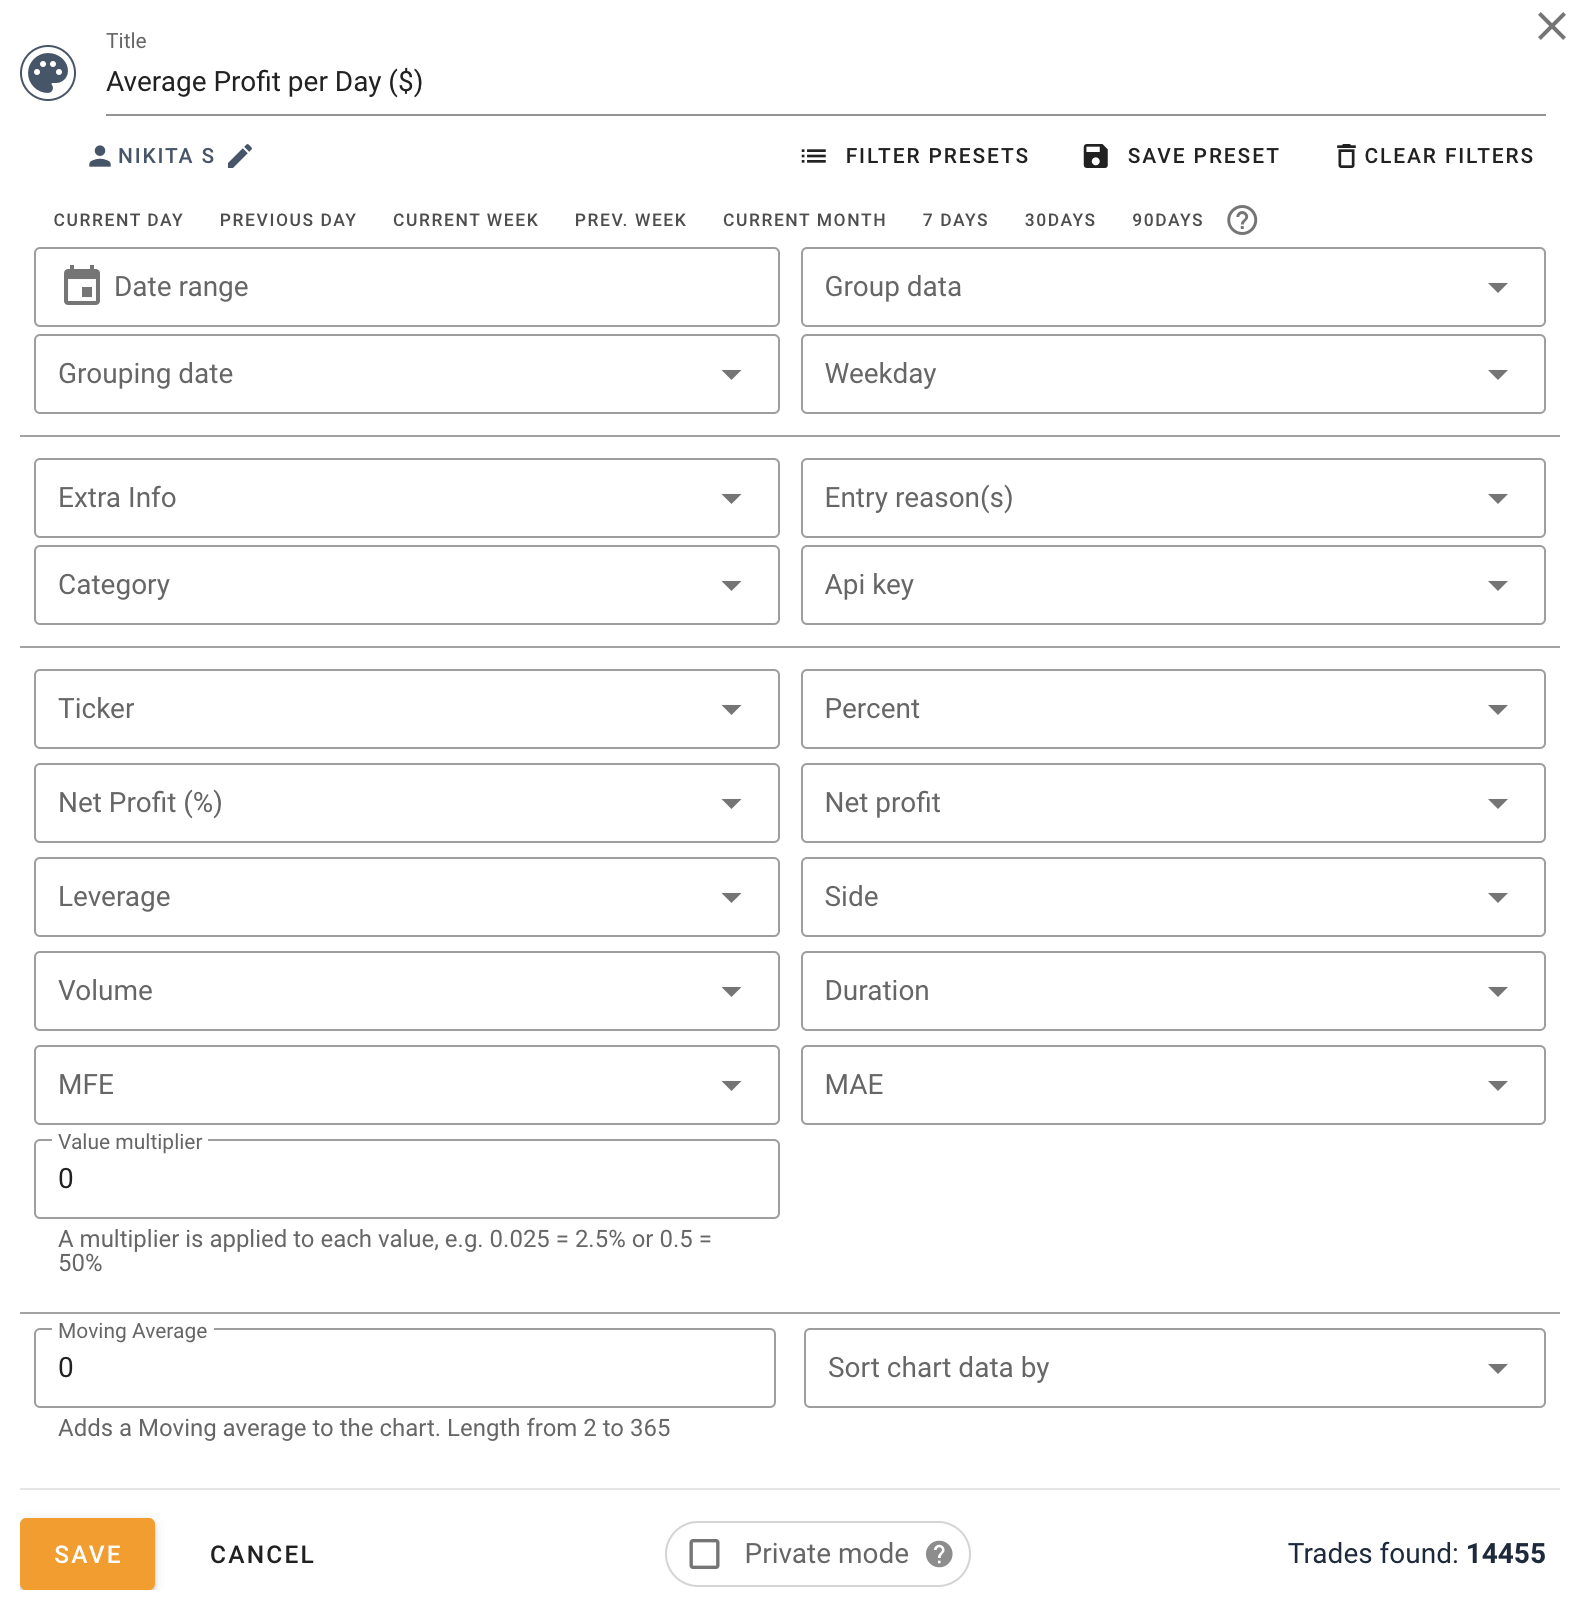 Title
Average Profit per Day ($)
NIKITA S
FILTER PRESETS
SAVE PRESET
CLEAR FILTERS
CURRENT DAY
PREVIOUS DAY
CURRENT WEEK
PREV. WEEK
CURRENT MONTH
7 DAYS
30DAYS
90DAYS
Date range
Group data
Grouping date
Weekday
Extra Info
Entry reason(s)
Category
Api key
Ticker
Percent
Net Profit (%)
Net profit
Leverage
Side
Volume
Duration
MFE
MAE
Value multiplier
0
A multiplier is applied to each value, e.g. 0.025 = 2.5% or 0.5 =
50%
Moving Average
0
Sort chart data by
Adds a Moving average to the chart. Length from 2 to 365
SAVE
CANCEL
Private mode
Trades found: 14455